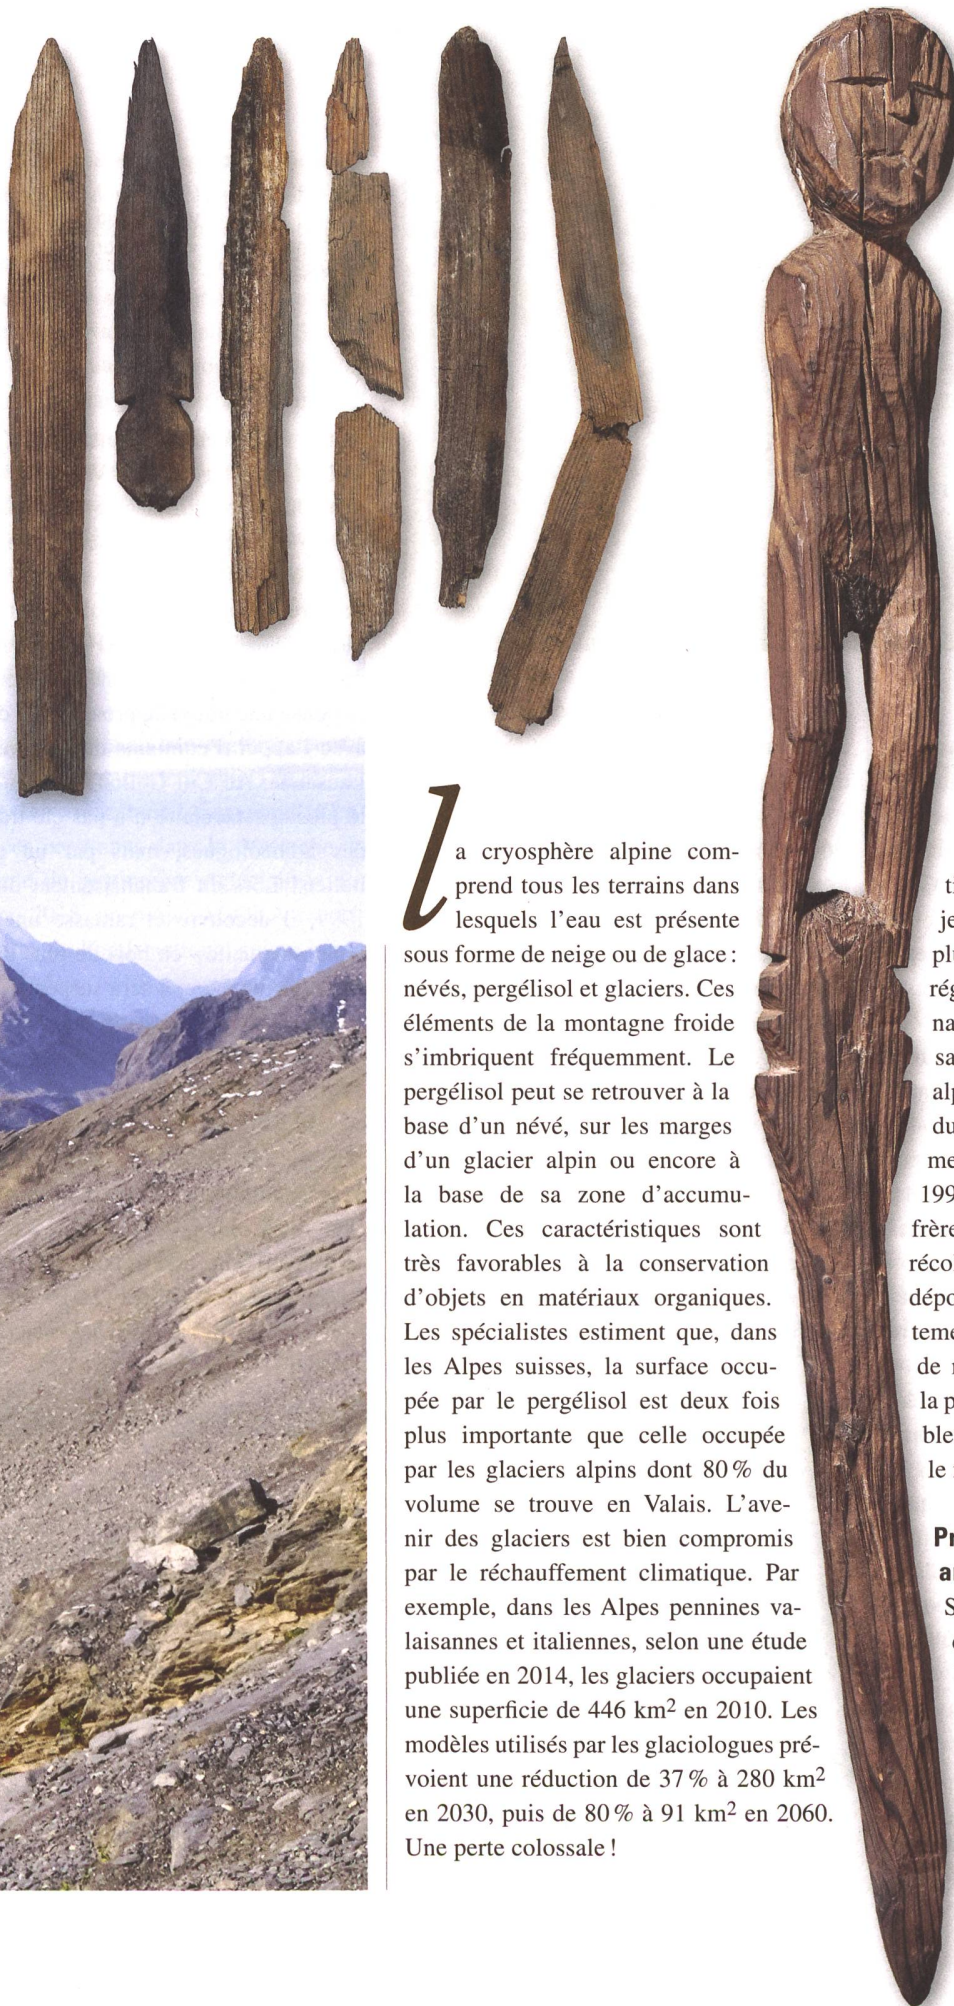 la cryosphère alpine com-
prend tous les terrains dans
lesquels l'eau est présente
sous forme de neige ou de glace :
névés, pergélisol et glaciers. Ces
éléments de la montagne froide
s'imbriquent fréquemment. Le
pergélisol peut se retrouver à la
base d'un névé, sur les marges
d'un glacier alpin ou encore à
la base de sa zone d'accumu-
lation. Ces caractéristiques sont
très favorables à la conservation
d'objets en matériaux organiques.
Les spécialistes estiment que, dans
les Alpes suisses, la surface occu-
pée par le pergélisol est deux fois
plus importante que celle occupée
par les glaciers alpins dont 80 % du
volume se trouve en Valais. L'ave-
nir des glaciers est bien compromis
par le réchauffement climatique. Par
exemple, dans les Alpes pennines va-
laisannes et italiennes, selon une étude
publiée en 2014, les glaciers occupaient
une superficie de 446 km² en 2010. Les
modèles utilisés par les glaciologues pré-
voient une réduction de 37 % à 280 km²
en 2030, puis de 80 % à 91 km² en 2060.
Une perte colossale !